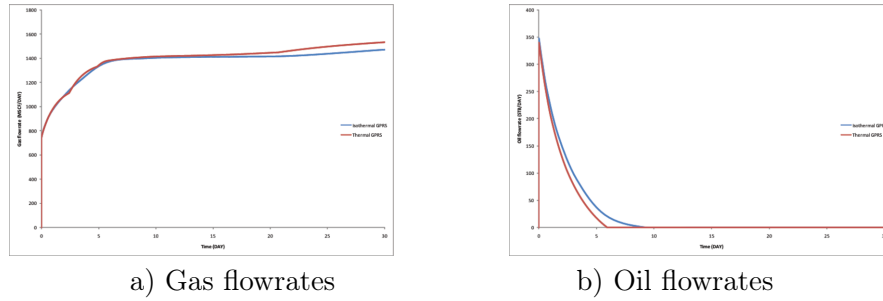 1800
1600
1400
1200
1000
800
600
400
200
0
Gas flowrate (MSCF/DAY)
0 5 10 15 20 25 30
Time (DAY)
Isothermal GPRS
Thermal GPRS
a) Gas flowrates
400
350
300
250
200
150
100
50
0
Oil flowrate (STB/DAY)
0 5 10 15 20 25 30
Time (DAY)
Isothermal GPRS
Thermal GPRS
b) Oil flowrates